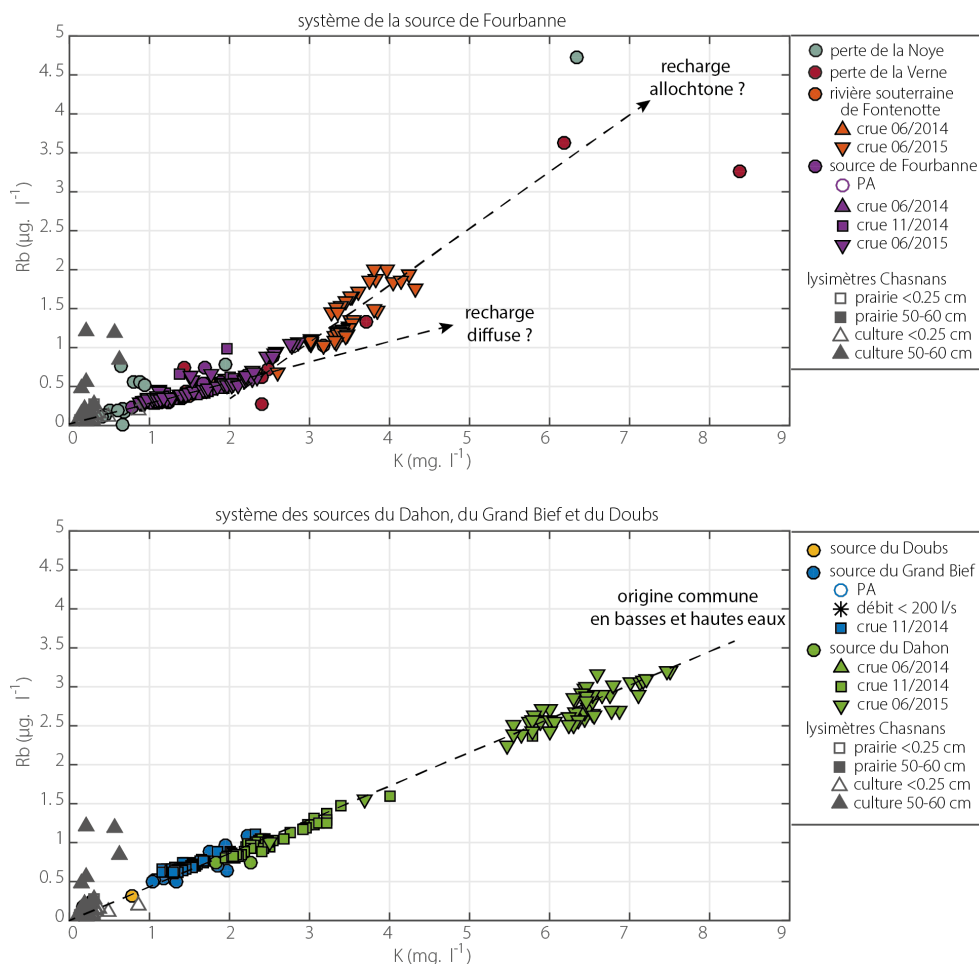 système de la source de Fourbanne
5
4.5
4
3.5
3
2.5
2
1.5
1
0.5
0
Rb (µg. l⁻¹)
0 1 2 3 4 5 6 7 8 9
K (mg. l⁻¹)
recharge
allochtone ?
recharge
diffuse ?
perte de la Noye
perte de la Verne
rivière souterraine
de Fontenotte
crue 06/2014
crue 06/2015
source de Fourbanne
PA
crue 06/2014
crue 11/2014
crue 06/2015
lysimètres Chasnans
prairie <0.25 cm
prairie 50-60 cm
culture <0.25 cm
culture 50-60 cm
système des sources du Dahon, du Grand Bief et du Doubs
5
4.5
4
3.5
3
2.5
2
1.5
1
0.5
0
Rb (µg. l⁻¹)
0 1 2 3 4 5 6 7 8 9
K (mg. l⁻¹)
origine commune
en basses et hautes eaux
source du Doubs
source du Grand Bief
PA
débit < 200 l/s
crue 11/2014
source du Dahon
crue 06/2014
crue 11/2014
crue 06/2015
lysimètres Chasnans
prairie <0.25 cm
prairie 50-60 cm
culture <0.25 cm
culture 50-60 cm